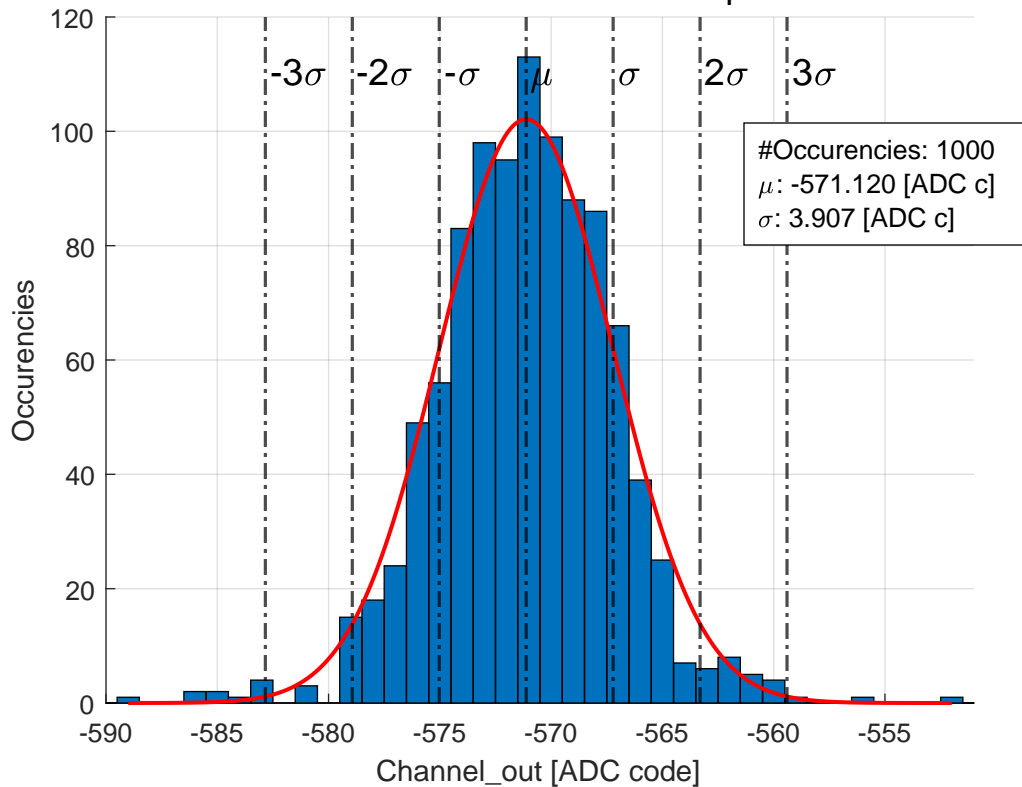 120
100
80
60
40
20
0
Occurencies
-3σ
-2σ
-σ
μ
σ
2σ
3σ
#Occurencies: 1000
μ: -571.120 [ADC c]
σ: 3.907 [ADC c]
-590
-585
-580
-575
-570
-565
-560
-555
Channel_out [ADC code]